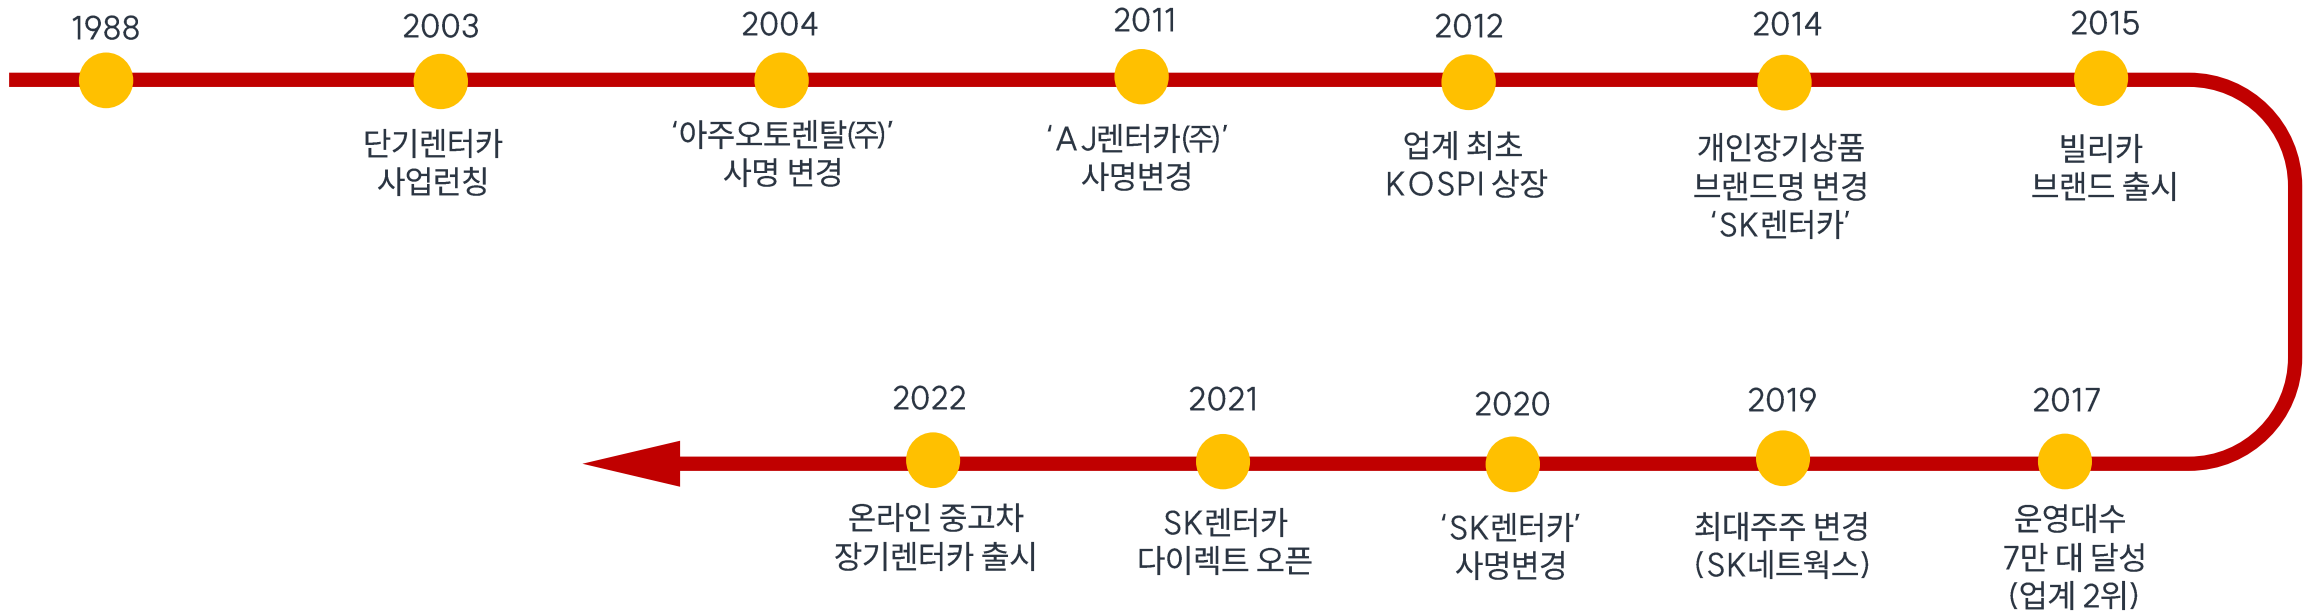 1988
2003
단기렌터카
사업런칭
2004
‘아주오토렌탈(주)’
사명 변경
2011
‘AJ렌터카(주)’
사명변경
2012
업계 최초
KOSPI 상장
2014
개인장기상품
브랜드명 변경
‘SK렌터카’
2015
빌리카
브랜드 출시
2017
운영대수
7만 대 달성
(업계 2위)
2019
최대주주 변경
(SK네트웍스)
2020
‘SK렌터카’
사명변경
2021
SK렌터카
다이렉트 오픈
2022
온라인 중고차
장기렌터카 출시